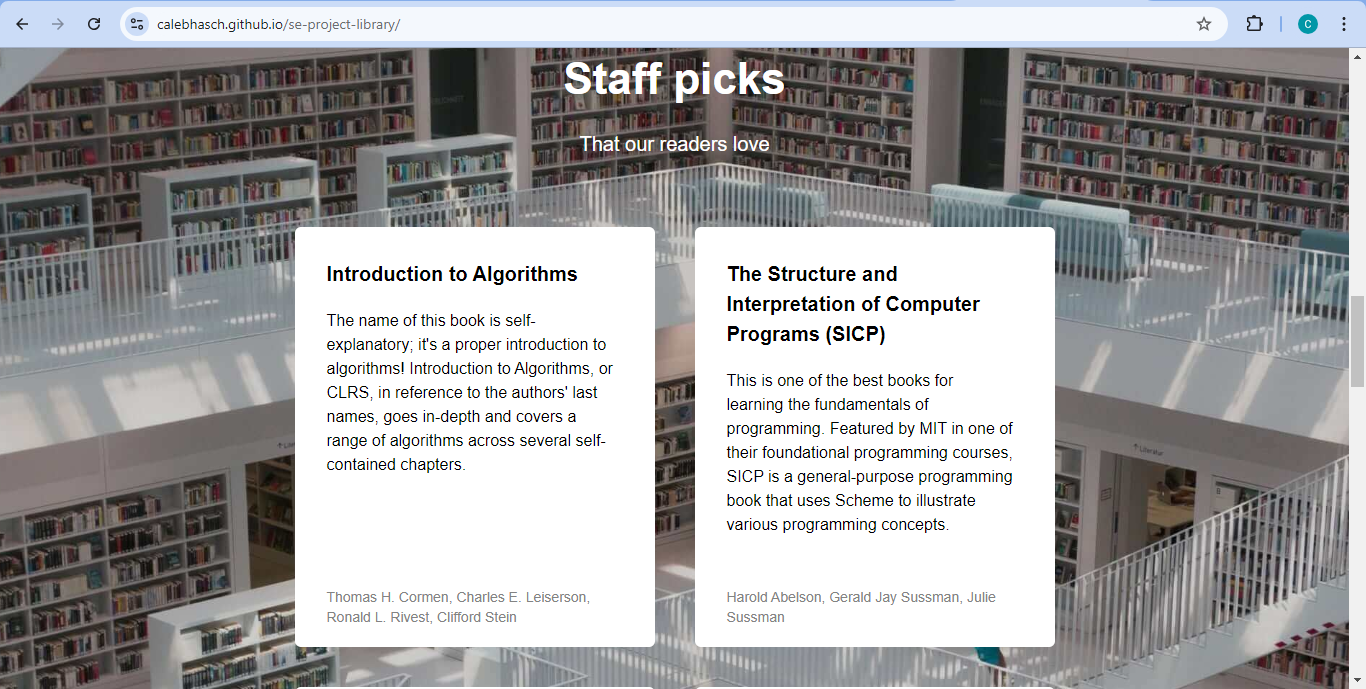 calebhasch.github.io/se-project-library/
C
Staff picks
That our readers love
Introduction to Algorithms
The name of this book is self-
explanatory; it's a proper introduction to
algorithms! Introduction to Algorithms, or
CLRS, in reference to the authors' last
names, goes in-depth and covers a
range of algorithms across several self-
contained chapters.
Thomas H. Cormen, Charles E. Leiserson,
Ronald L. Rivest, Clifford Stein
The Structure and
Interpretation of Computer
Programs (SICP)
This is one of the best books for
learning the fundamentals of
programming. Featured by MIT in one of
their foundational programming courses,
SICP is a general-purpose programming
book that uses Scheme to illustrate
various programming concepts.
Harold Abelson, Gerald Jay Sussman, Julie
Sussman